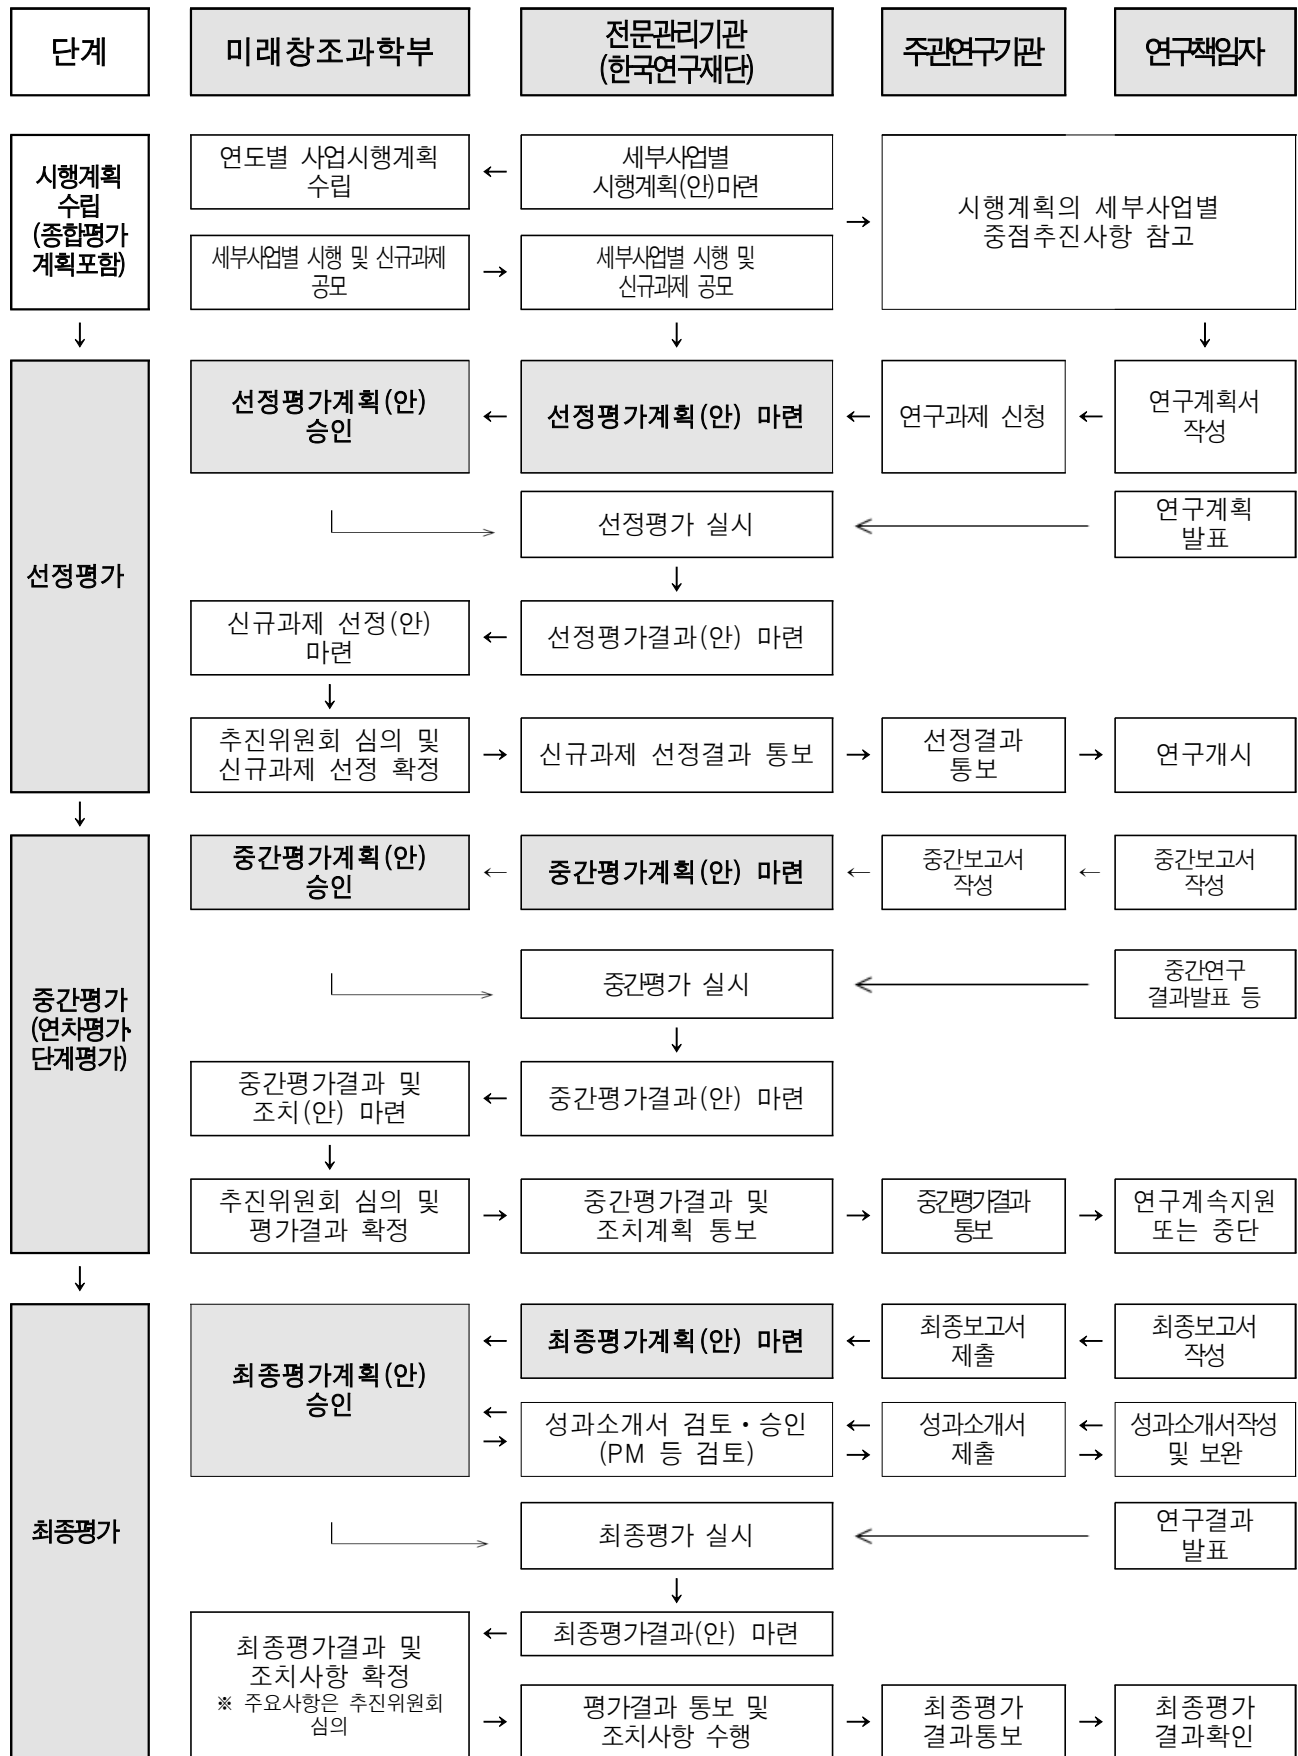 단계
미래창조과학부
전문관리기관
(한국연구재단)
주관연구기관
연구책임자
시행계획
수립
(종합평가
계획포함)
연도별 사업시행계획
수립
←
세부사업별
시행계획(안)마련
→
시행계획의 세부사업별
중점추진사항 참고
세부사업별 시행 및 신규과제
공모
→
세부사업별 시행 및
신규과제 공모
↓
↓
↓
선정평가
선정평가계획(안)
승인
←
선정평가계획(안) 마련
←
연구과제 신청
←
연구계획서
작성
선정평가 실시
연구계획
발표
↓
신규과제 선정(안)
마련
←
선정평가결과(안) 마련
↓
추진위원회 심의 및
신규과제 선정 확정
→
신규과제 선정결과 통보
→
선정결과
통보
→
연구개시
↓
중간평가
(연차평가·
단계평가)
중간평가계획(안)
승인
←
중간평가계획(안) 마련
←
중간보고서
작성
←
중간보고서
작성
중간평가 실시
중간연구
결과발표 등
↓
중간평가결과 및
조치(안) 마련
←
중간평가결과(안) 마련
↓
추진위원회 심의 및
평가결과 확정
→
중간평가결과 및
조치계획 통보
→
중간평가결과
통보
→
연구계속지원
또는 중단
↓
최종평가
최종평가계획(안)
승인
←
최종평가계획(안) 마련
←
최종보고서
제출
←
최종보고서
작성
←
→
성과소개서 검토・승인
(PM 등 검토)
←
→
성과소개서
제출
←
→
성과소개서작성
및 보완
최종평가 실시
연구결과
발표
↓
최종평가결과 및
조치사항 확정
※ 주요사항은 추진위원회
심의
←
최종평가결과(안) 마련
→
평가결과 통보 및
조치사항 수행
→
최종평가
결과통보
→
최종평가
결과확인